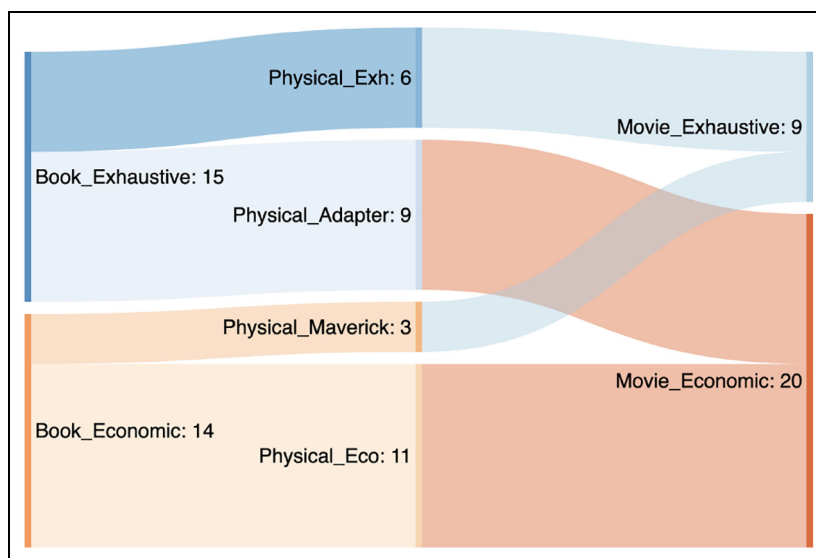 Physical_Exh: 6
Movie_Exhaustive: 9
Book_Exhaustive: 15
Physical_Adapter: 9
Physical_Maverick: 3
Movie_Economic: 20
Book_Economic: 14
Physical_Eco: 11